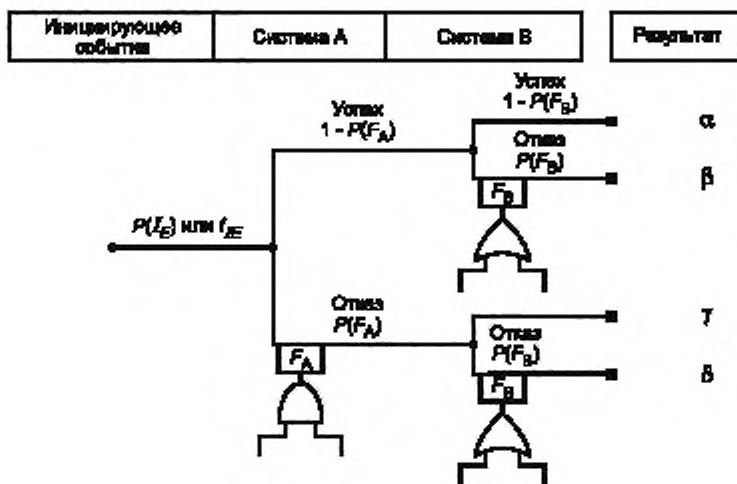 Инициирующее
событие
Система А
Система В
Результат
Успех
1 - P(F_B)
α
Успех
1 - P(F_A)
Отказ
P(F_B)
β
F_B
P(I_E) или f_IE
Отказ
P(F_A)
γ
Отказ
P(F_B)
δ
F_A
F_B